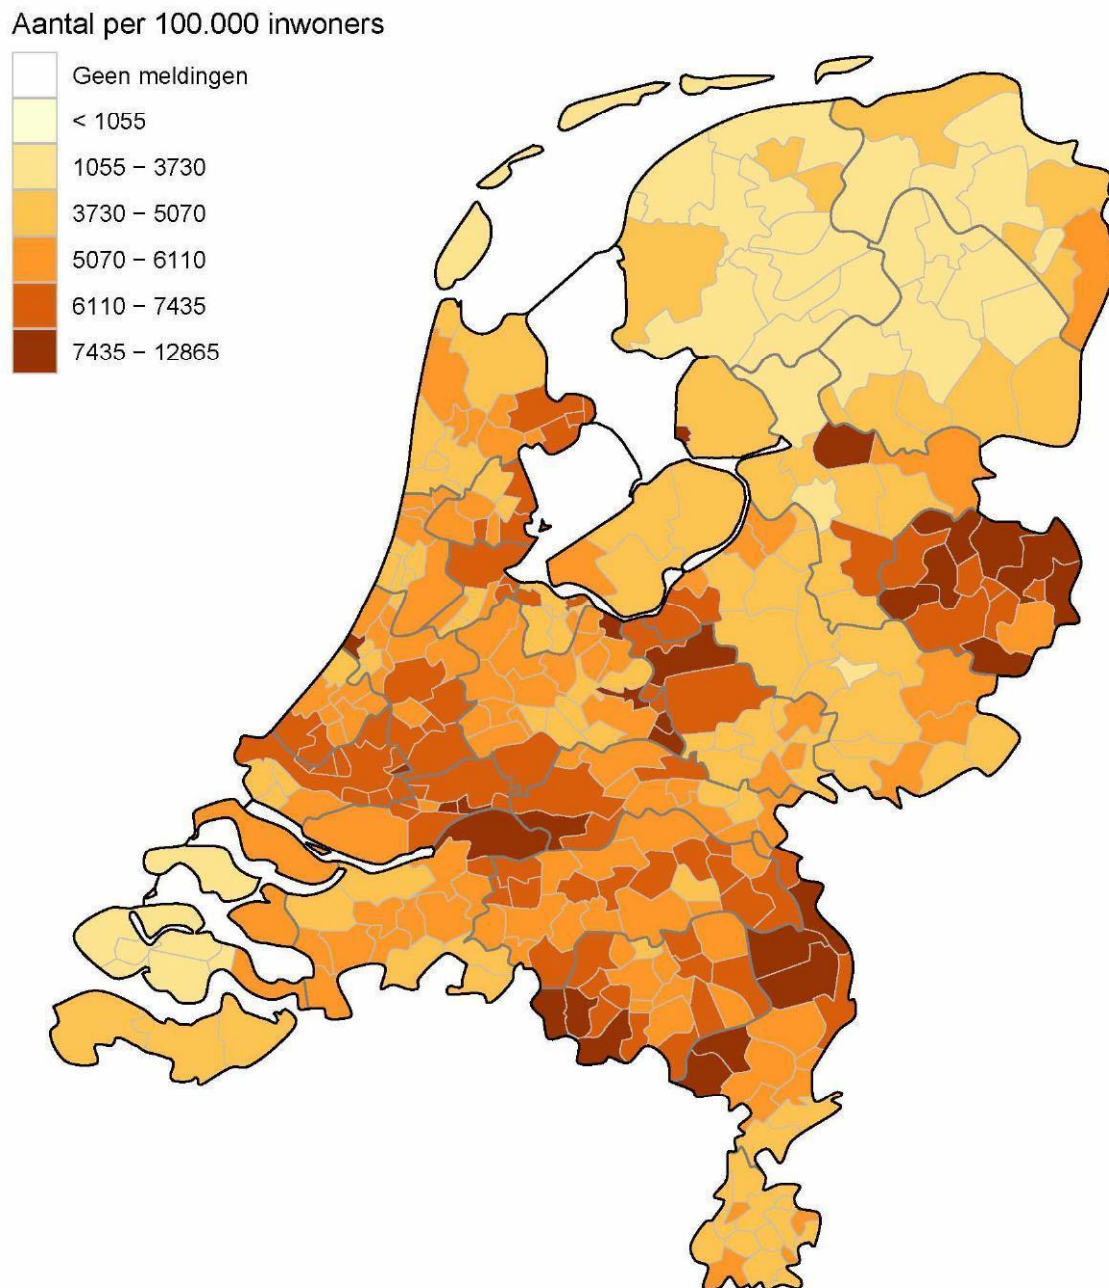 Aantal per 100.000 inwoners
Geen meldingen
< 1055
1055 − 3730
3730 − 5070
5070 − 6110
6110 − 7435
7435 − 12865